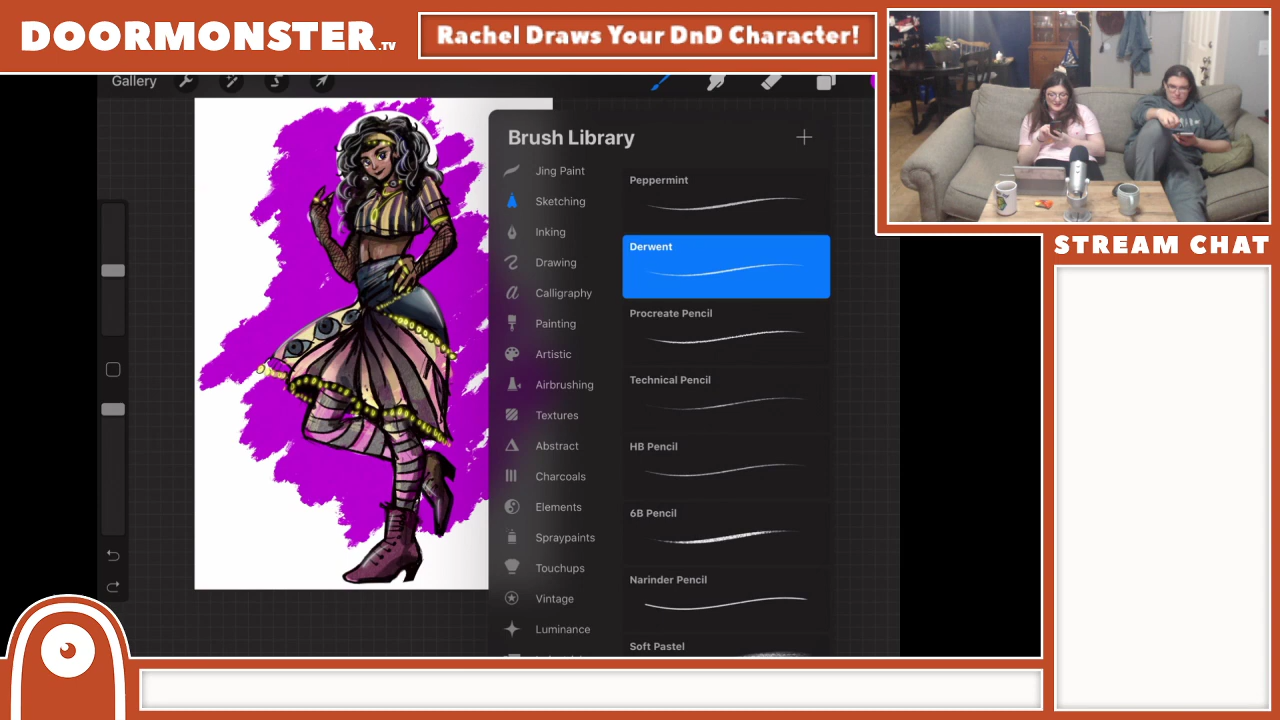 DOORMONSTER.TV
Rachel Draws Your DnD Character!
Gallery
Brush Library
Jing Paint
Sketching
Inking
Drawing
Calligraphy
Painting
Artistic
Airbrushing
Textures
Abstract
Charcoals
Elements
Spraypaints
Touchups
Vintage
Luminance
Peppermint
Derwent
Procreate Pencil
Technical Pencil
HB Pencil
6B Pencil
Narinder Pencil
Soft Pastel
STREAM CHAT